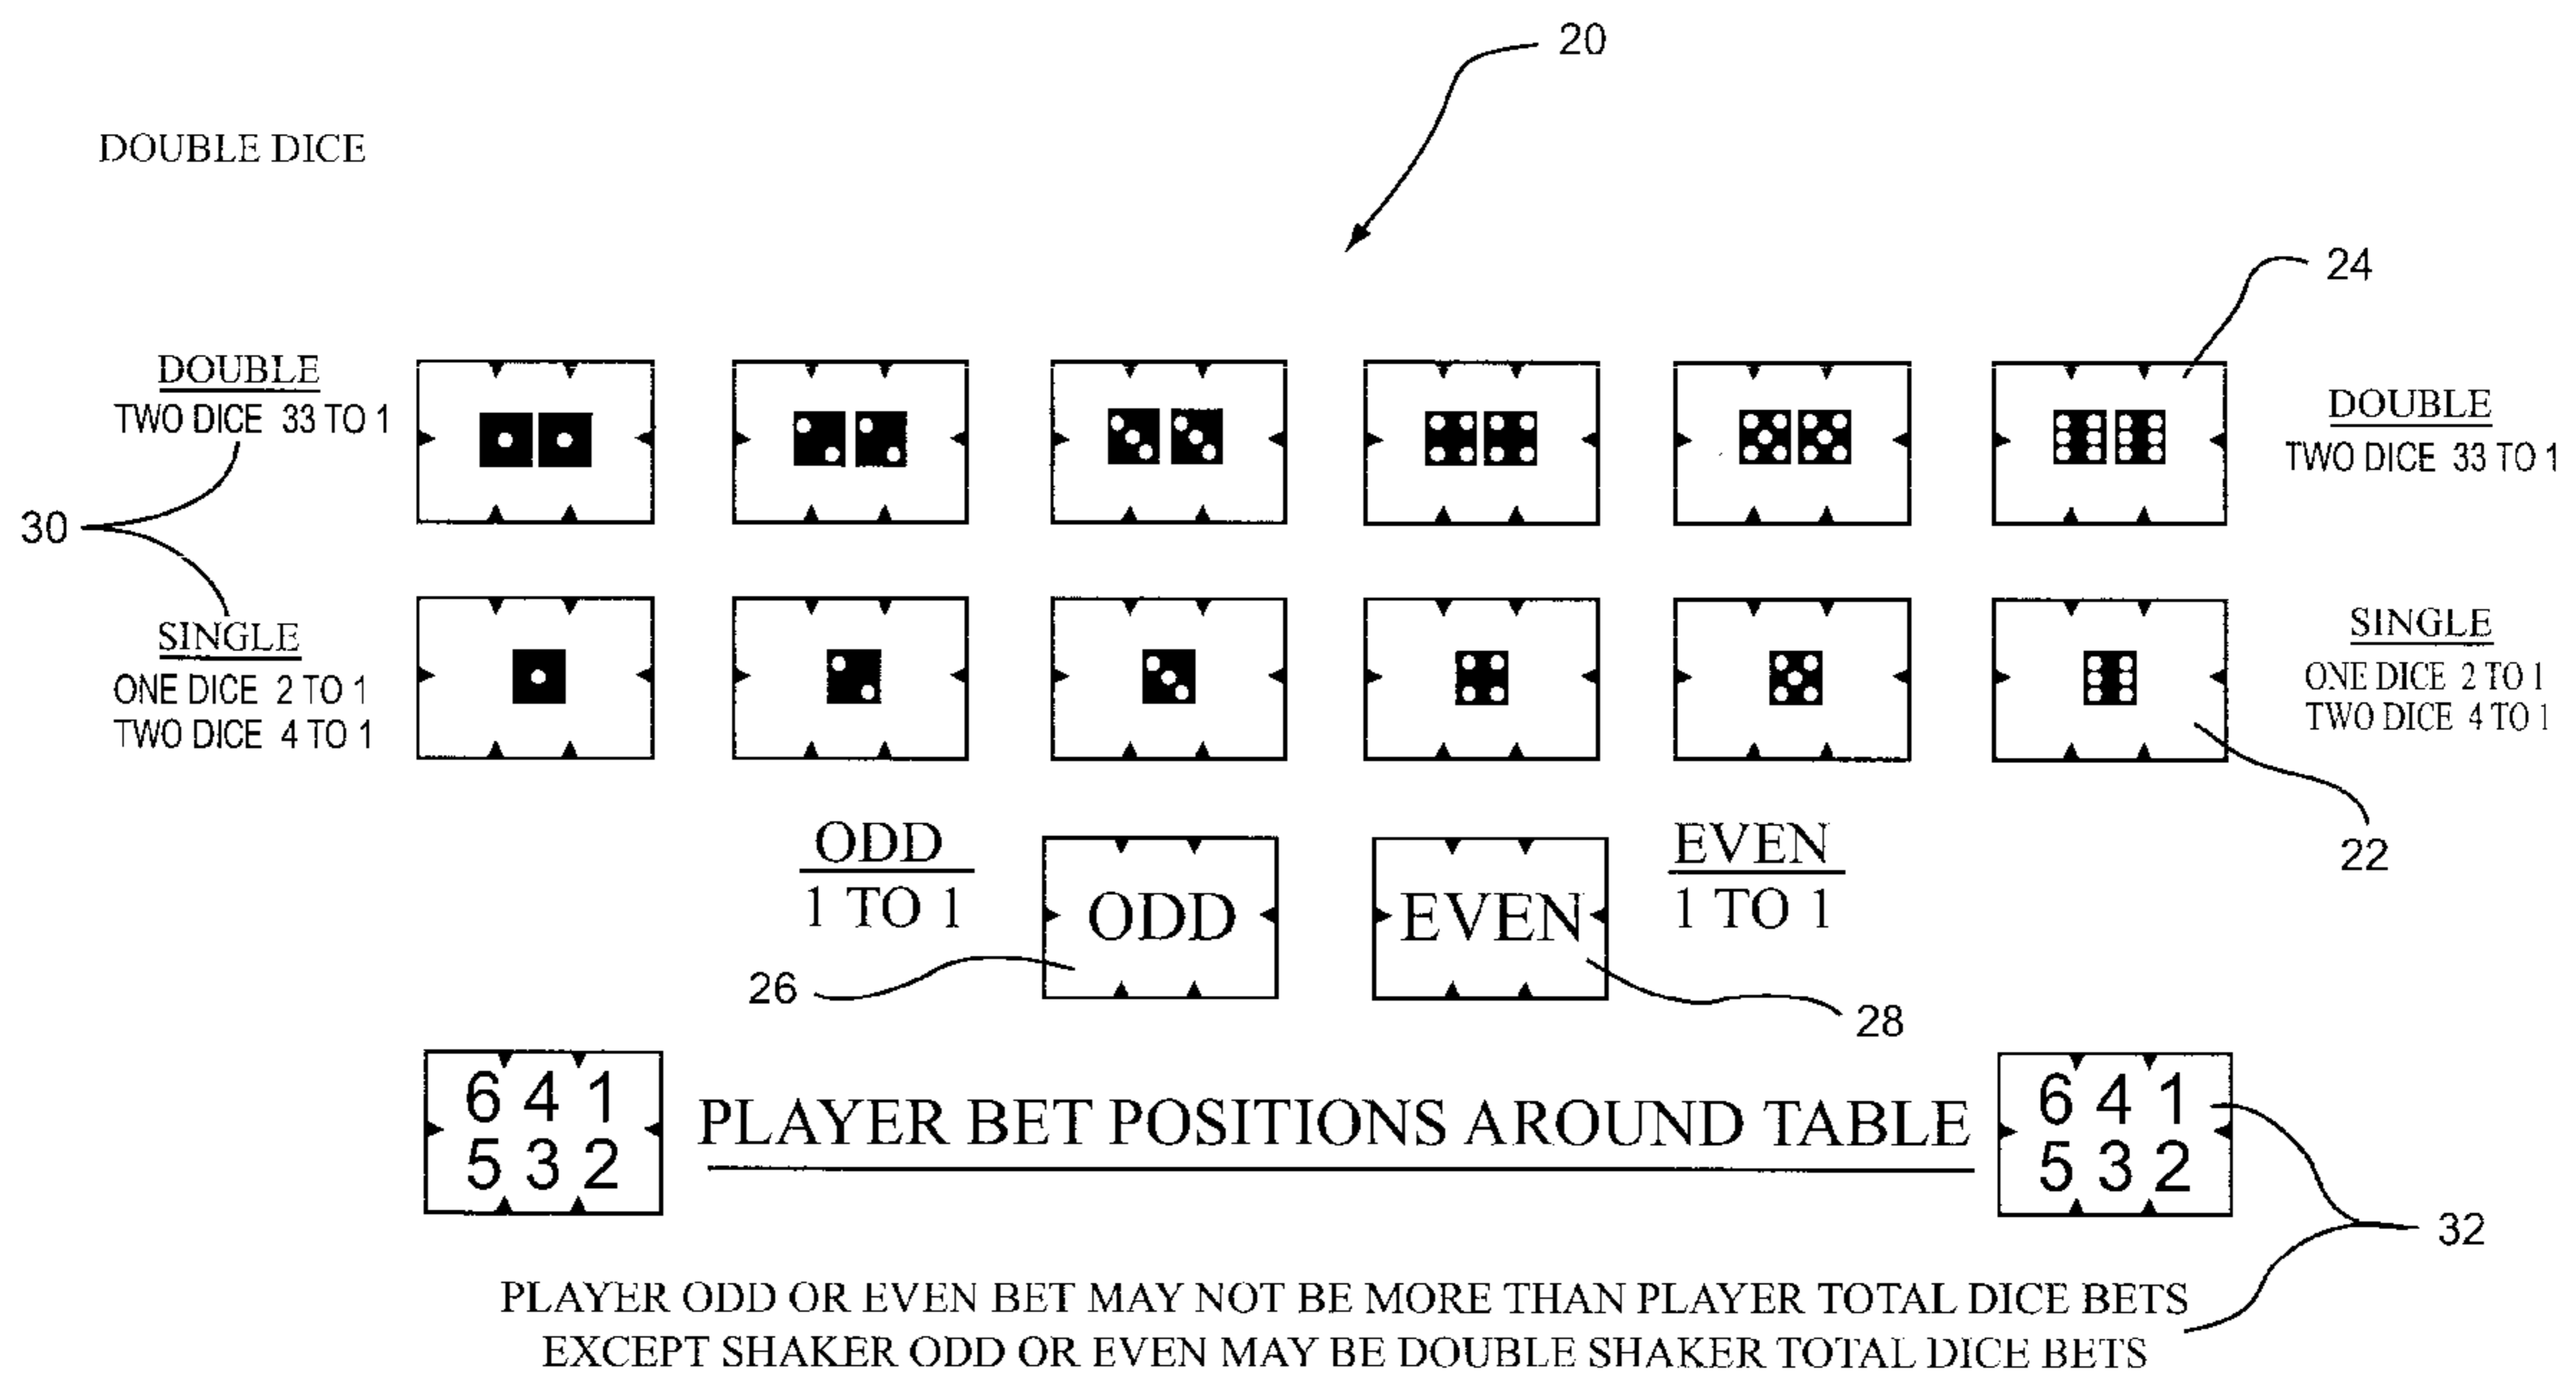 20
DOUBLE DICE
24
DOUBLE
TWO DICE 33 TO 1
DOUBLE
TWO DICE 33 TO 1
30
SINGLE
ONE DICE 2 TO 1
TWO DICE 4 TO 1
SINGLE
ONE DICE 2 TO 1
TWO DICE 4 TO 1
22
ODD
1 TO 1
ODD
EVEN
EVEN
1 TO 1
26
28
6 4 1
5 3 2
PLAYER BET POSITIONS AROUND TABLE
6 4 1
5 3 2
32
PLAYER ODD OR EVEN BET MAY NOT BE MORE THAN PLAYER TOTAL DICE BETS
EXCEPT SHAKER ODD OR EVEN MAY BE DOUBLE SHAKER TOTAL DICE BETS